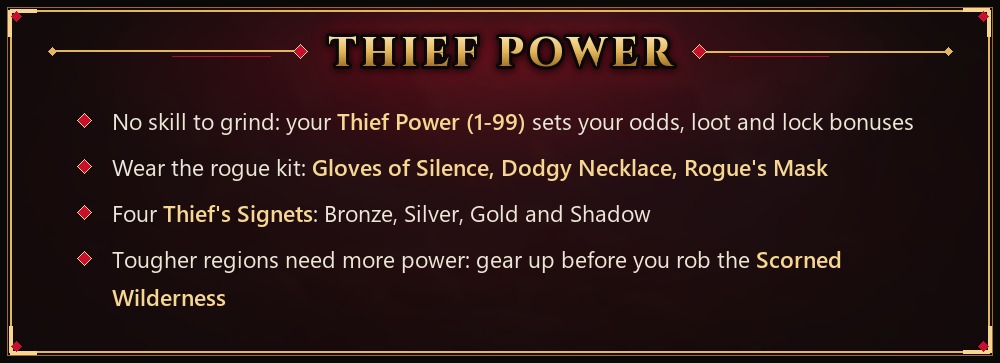 THIEF POWER
No skill to grind: your Thief Power (1-99) sets your odds, loot and lock bonuses
Wear the rogue kit: Gloves of Silence, Dodgy Necklace, Rogue's Mask
Four Thief's Signets: Bronze, Silver, Gold and Shadow
Tougher regions need more power: gear up before you rob the Scorned
Wilderness